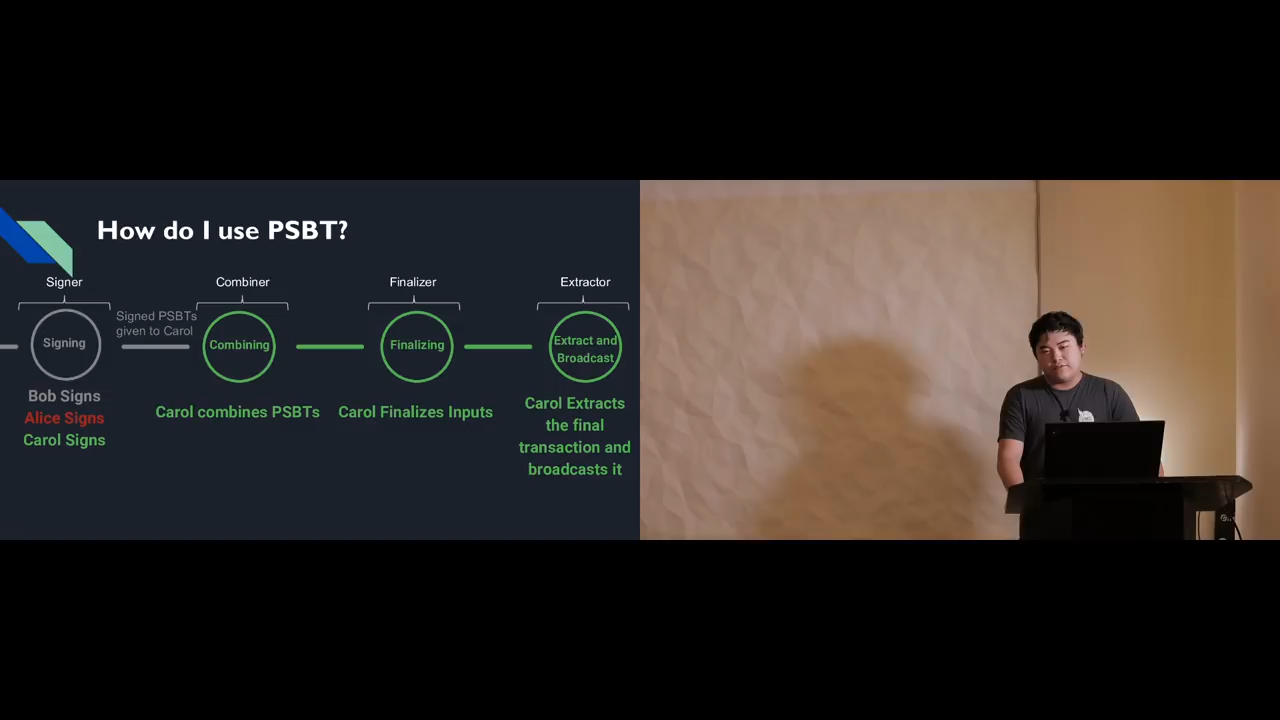 How do I use PSBT?
Signer
Combiner
Finalizer
Extractor
Signed PSBTs
given to Carol
Signing
Combining
Finalizing
Extract and
Broadcast
Bob Signs
Alice Signs
Carol Signs
Carol combines PSBTs
Carol Finalizes Inputs
Carol Extracts
the final
transaction and
broadcasts it